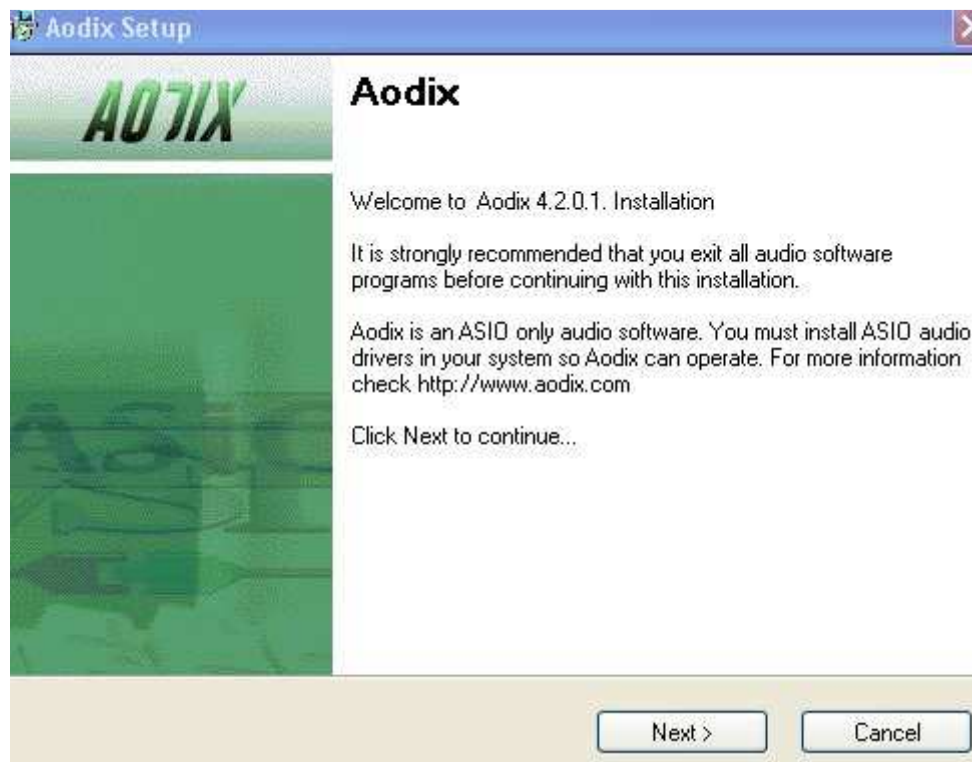 Aodix Setup
AODIX
Aodix
Welcome to Aodix 4.2.0.1. Installation
It is strongly recommended that you exit all audio software
programs before continuing with this installation.
Aodix is an ASIO only audio software. You must install ASIO audio
drivers in your system so Aodix can operate. For more information
check http://www.aodix.com
Click Next to continue...
Next >
Cancel